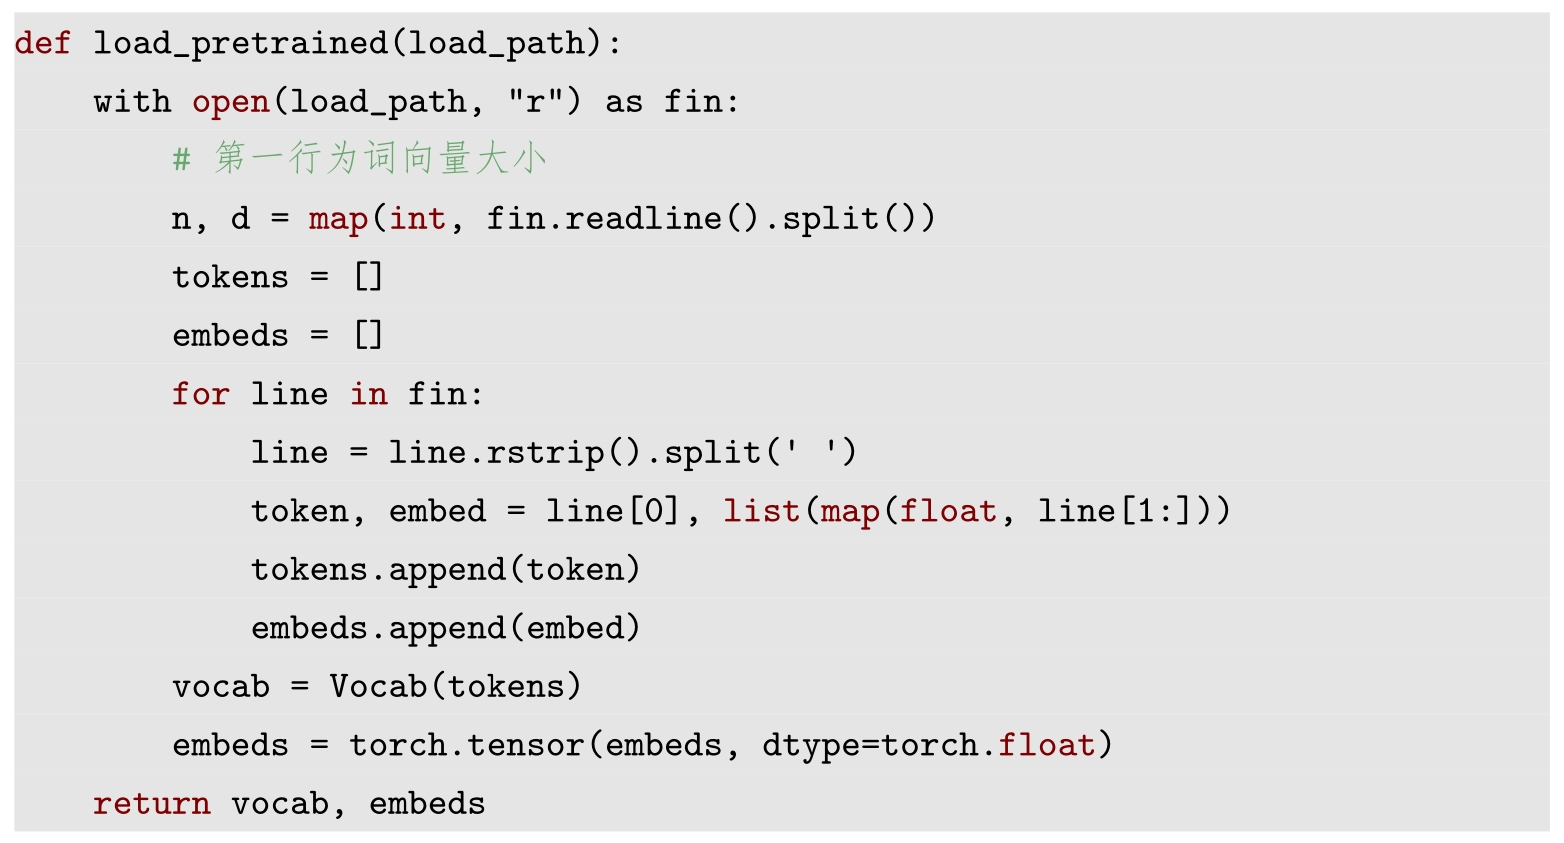 def load_pretrained(load_path):
    with open(load_path, "r") as fin:
        # 第一行为词向量大小
        n, d = map(int, fin.readline().split())
        tokens = []
        embeds = []
        for line in fin:
            line = line.rstrip().split(' ')
            token, embed = line[0], list(map(float, line[1:]))
            tokens.append(token)
            embeds.append(embed)
        vocab = Vocab(tokens)
        embeds = torch.tensor(embeds, dtype=torch.float)
    return vocab, embeds